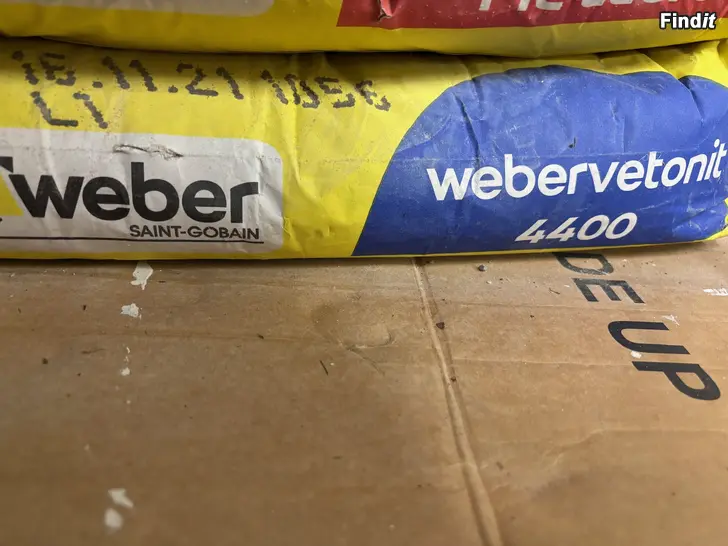 Findit
16.11.21 1056
L1
weber
SAINT-GOBAIN
webervetonit
4400
DE UP